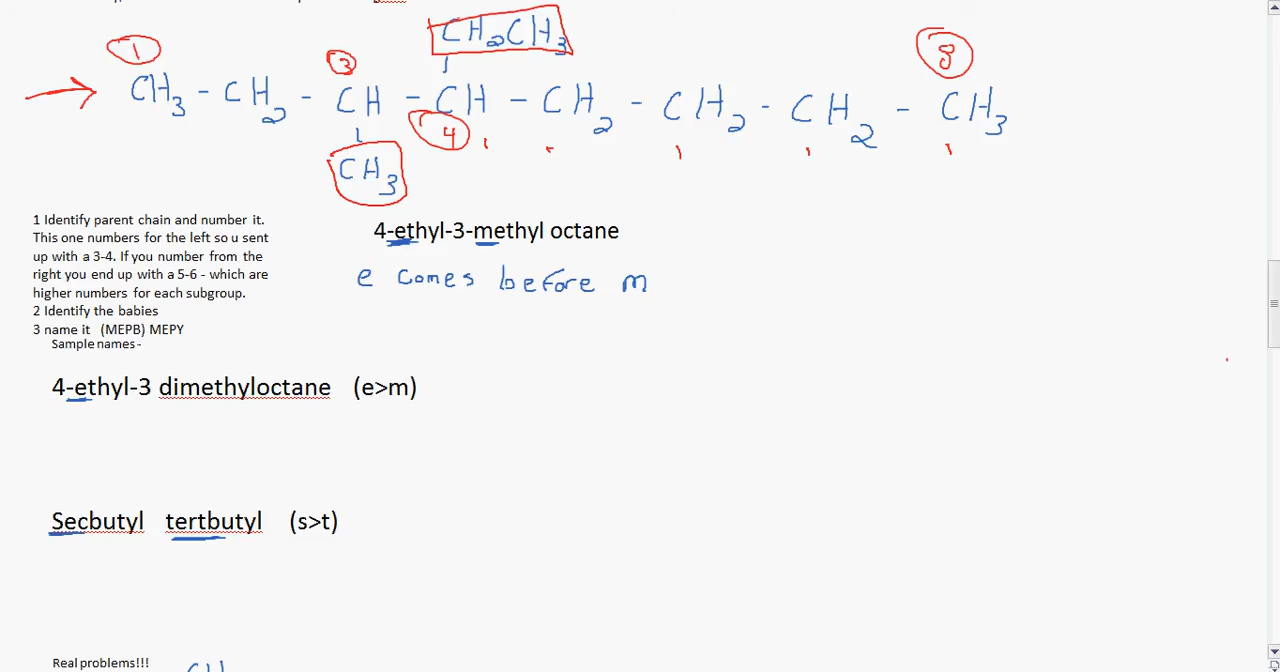 CH2CH3
1 3 8
CH3 - CH2 - CH - CH - CH2 - CH2 - CH2 - CH3
4
CH3
1 Identify parent chain and number it.
This one numbers for the left so u sent
up with a 3-4. If you number from the
right you end up with a 5-6 - which are
higher numbers for each subgroup.
2 Identify the babies
3 name it (MEPB) MEPY
Sample names-
4-ethyl-3-methyl octane
e comes before m
4-ethyl-3 dimethyloctane (e>m)
Secbutyl tertbutyl (s>t)
Real problems!!!